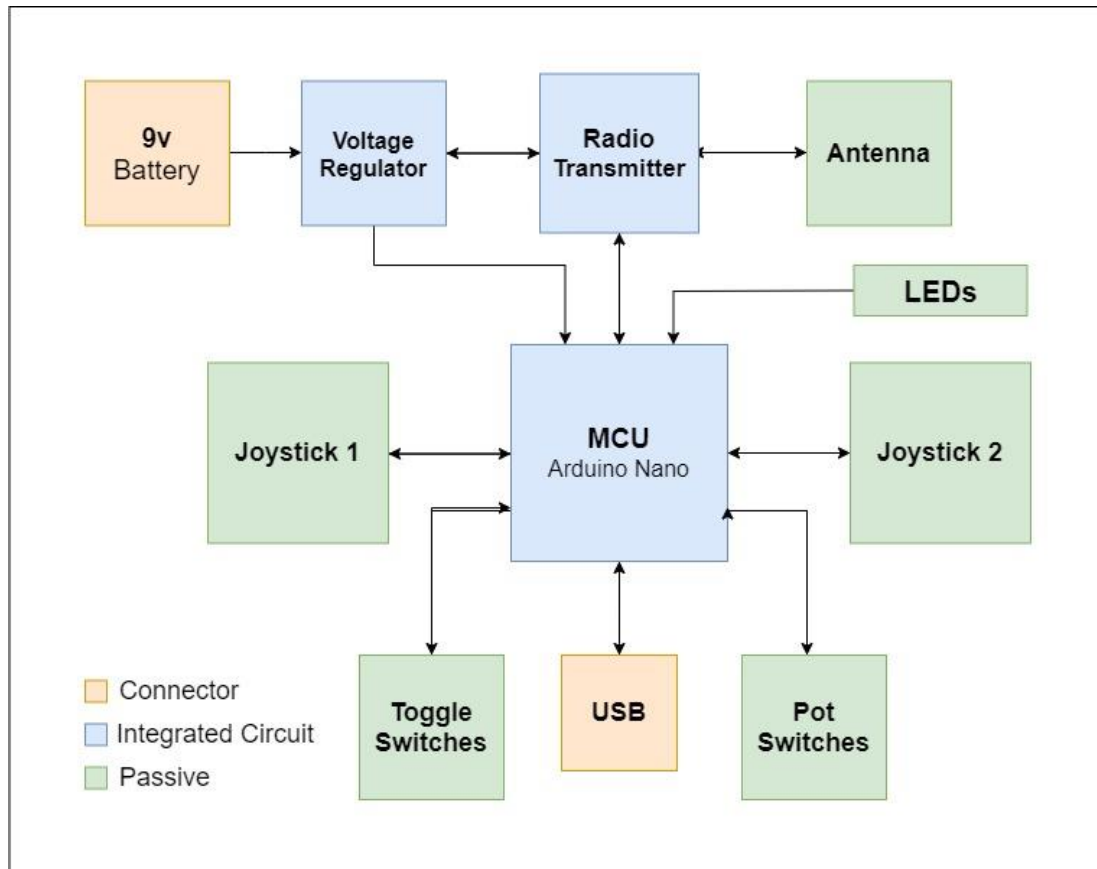 9v
Battery
Voltage
Regulator
Radio
Transmitter
Antenna
LEDs
Joystick 1
MCU
Arduino Nano
Joystick 2
Toggle
Switches
USB
Pot
Switches
Connector
Integrated Circuit
Passive